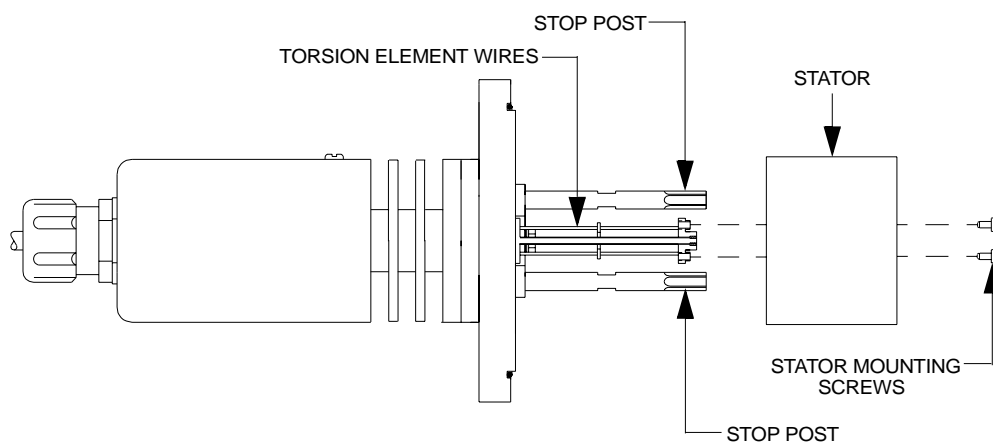 STOP POST
TORSION ELEMENT WIRES
STATOR
STATOR MOUNTING
SCREWS
STOP POST